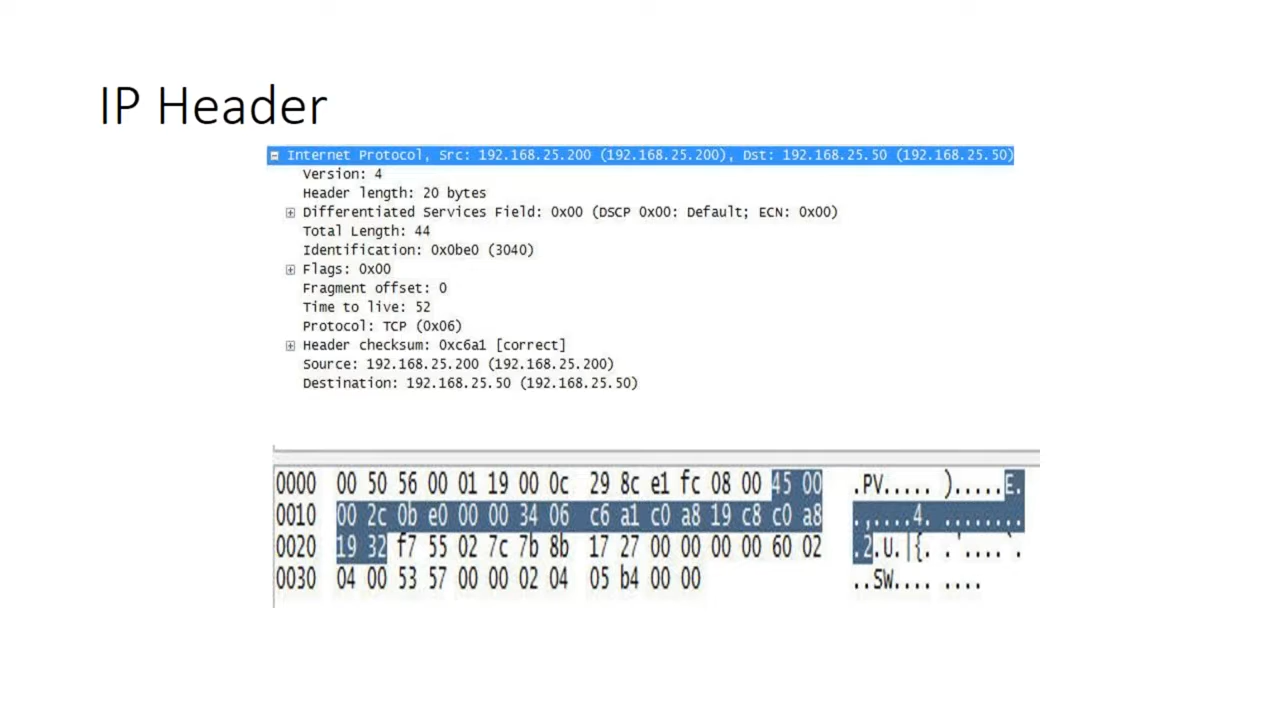 IP Header
Internet Protocol, Src: 192.168.25.200 (192.168.25.200), Dst: 192.168.25.50 (192.168.25.50)
Version: 4
Header length: 20 bytes
Differentiated Services Field: 0x00 (DSCP 0x00: Default; ECN: 0x00)
Total Length: 44
Identification: 0x0be0 (3040)
Flags: 0x00
Fragment offset: 0
Time to live: 52
Protocol: TCP (0x06)
Header checksum: 0xc6a1 [correct]
Source: 192.168.25.200 (192.168.25.200)
Destination: 192.168.25.50 (192.168.25.50)
0000 00 50 56 00 01 19 00 0c 29 8c e1 fc 08 00 45 00 .PV..... ).....E.
0010 00 2c 0b e0 00 00 34 06 c6 a1 c0 a8 19 c8 c0 a8 .,....4. ........
0020 19 32 f7 55 02 7c 7b 8b 17 27 00 00 00 00 60 02 .2.U.|{. .'....`.
0030 04 00 53 57 00 00 02 04 05 b4 00 00 ..SW.... ....